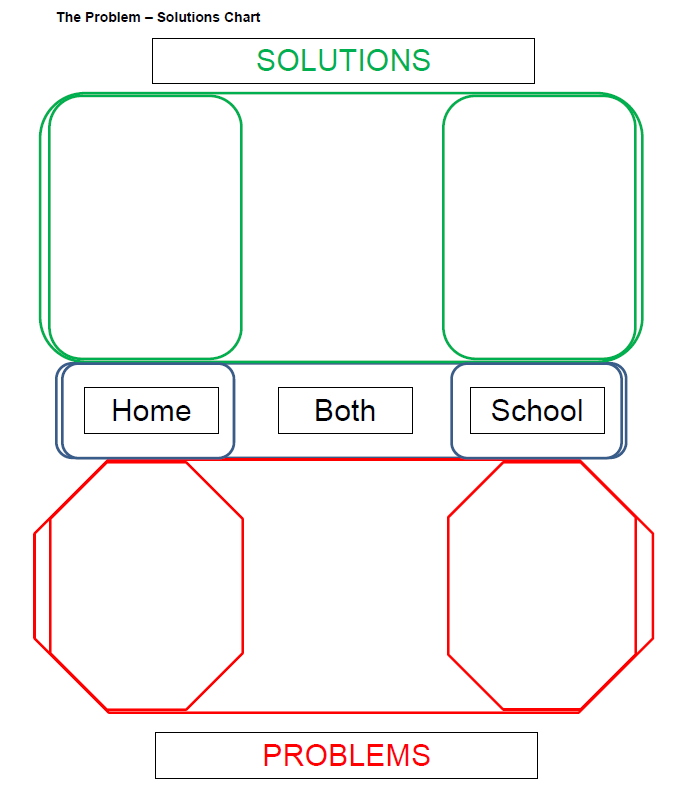 The Problem – Solutions Chart
SOLUTIONS
Home Both School
PROBLEMS